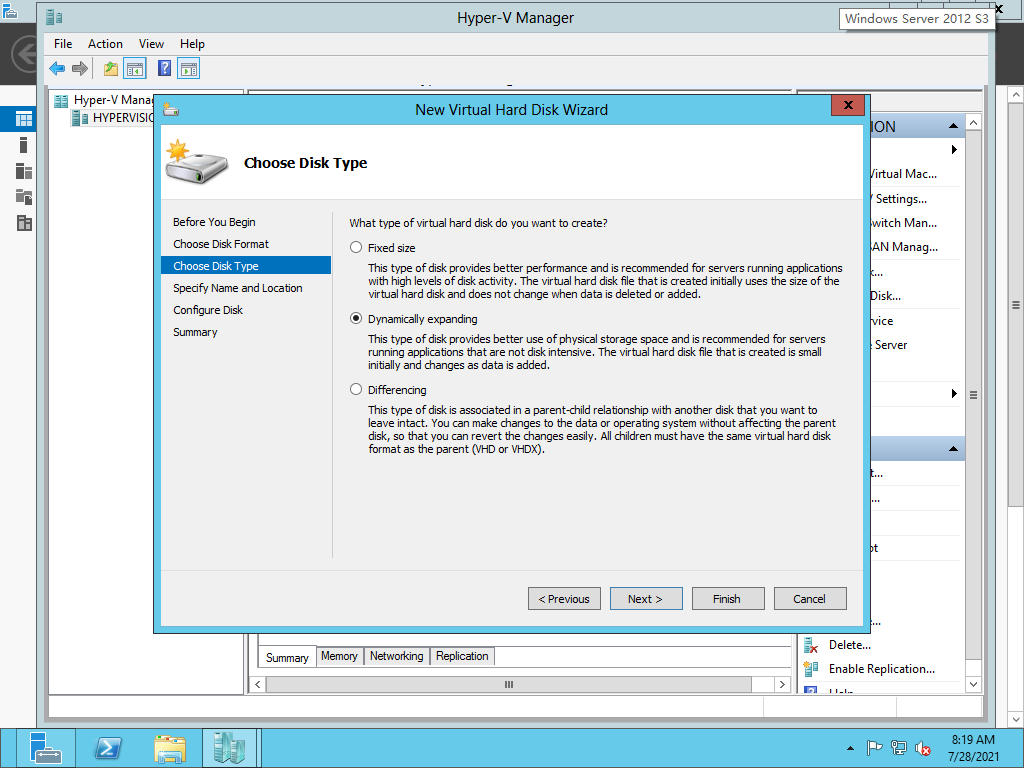 Hyper-V Manager
Windows Server 2012 S3
File Action View Help
Hyper-V Manag
HYPERVISIO
New Virtual Hard Disk Wizard
Choose Disk Type
Before You Begin
Choose Disk Format
Choose Disk Type
Specify Name and Location
Configure Disk
Summary
What type of virtual hard disk do you want to create?
Fixed size
This type of disk provides better performance and is recommended for servers running applications
with high levels of disk activity. The virtual hard disk file that is created initially uses the size of the
virtual hard disk and does not change when data is deleted or added.
Dynamically expanding
This type of disk provides better use of physical storage space and is recommended for servers
running applications that are not disk intensive. The virtual hard disk file that is created is small
initially and changes as data is added.
Differencing
This type of disk is associated in a parent-child relationship with another disk that you want to
leave intact. You can make changes to the data or operating system without affecting the parent
disk, so that you can revert the changes easily. All children must have the same virtual hard disk
format as the parent (VHD or VHDX).
< Previous Next > Finish Cancel
ION
Virtual Mac...
Settings...
witch Man...
AN Manag...
Disk...
vice
Server
Delete...
Enable Replication...
Help
Summary Memory Networking Replication
8:19 AM
7/28/2021